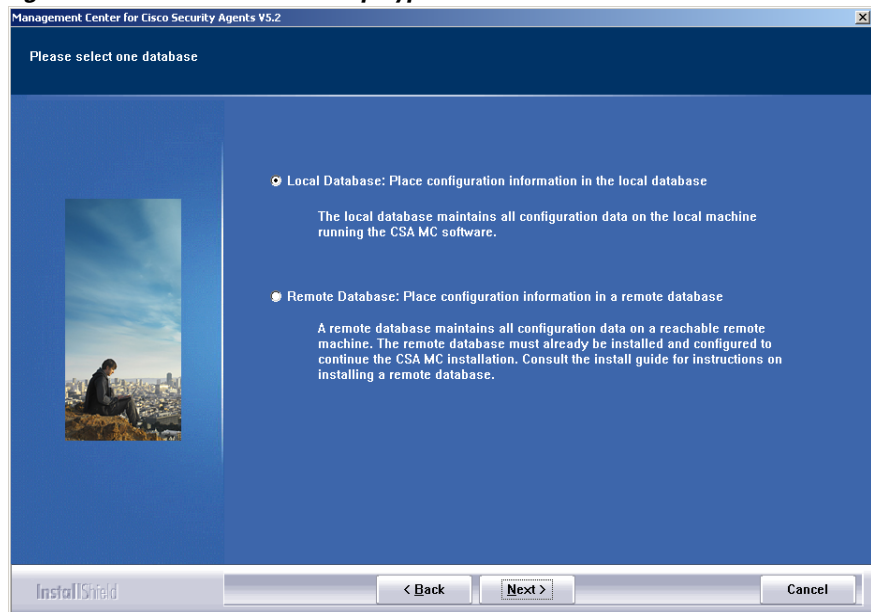 Management Center for Cisco Security Agents V5.2
Please select one database
Local Database: Place configuration information in the local database
The local database maintains all configuration data on the local machine
running the CSA MC software.
Remote Database: Place configuration information in a remote database
A remote database maintains all configuration data on a reachable remote
machine. The remote database must already be installed and configured to
continue the CSA MC installation. Consult the install guide for instructions on
installing a remote database.
InstallShield
< Back
Next >
Cancel